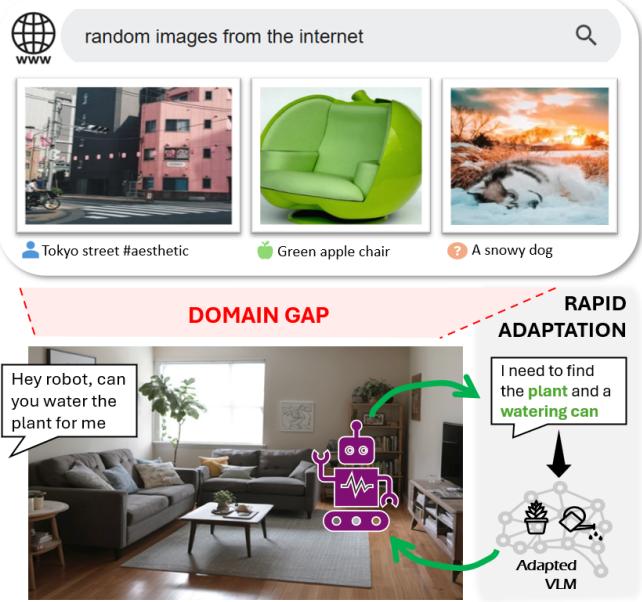 random images from the internet
WWW
Tokyo street #aesthetic
Green apple chair
? A snowy dog
DOMAIN GAP
RAPID
ADAPTATION
Hey robot, can
you water the
plant for me
I need to find
the plant and a
watering can
Adapted
VLM